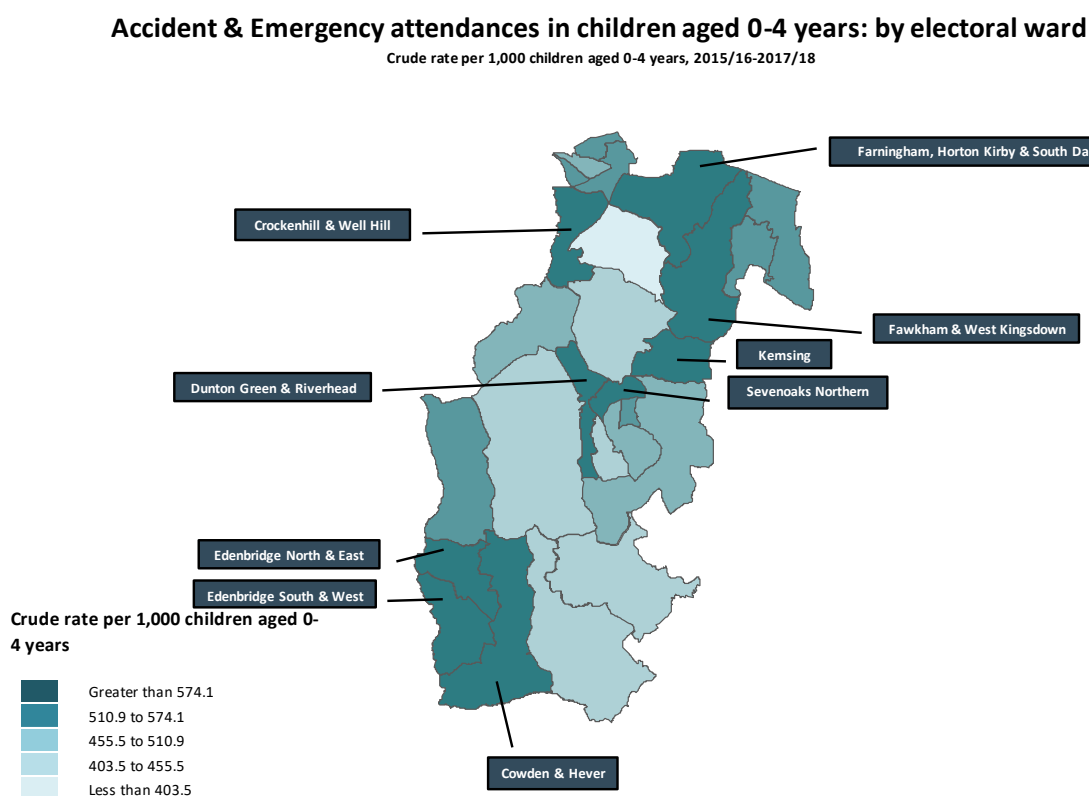 Accident & Emergency attendances in children aged 0-4 years: by electoral ward
Crude rate per 1,000 children aged 0-4 years, 2015/16-2017/18
Farningham, Horton Kirby & South Da
Crockenhill & Well Hill
Fawkham & West Kingsdown
Kemsing
Dunton Green & Riverhead
Sevenoaks Northern
Edenbridge North & East
Edenbridge South & West
Crude rate per 1,000 children aged 0-
4 years
Greater than 574.1
510.9 to 574.1
455.5 to 510.9
403.5 to 455.5
Less than 403.5
Cowden & Hever